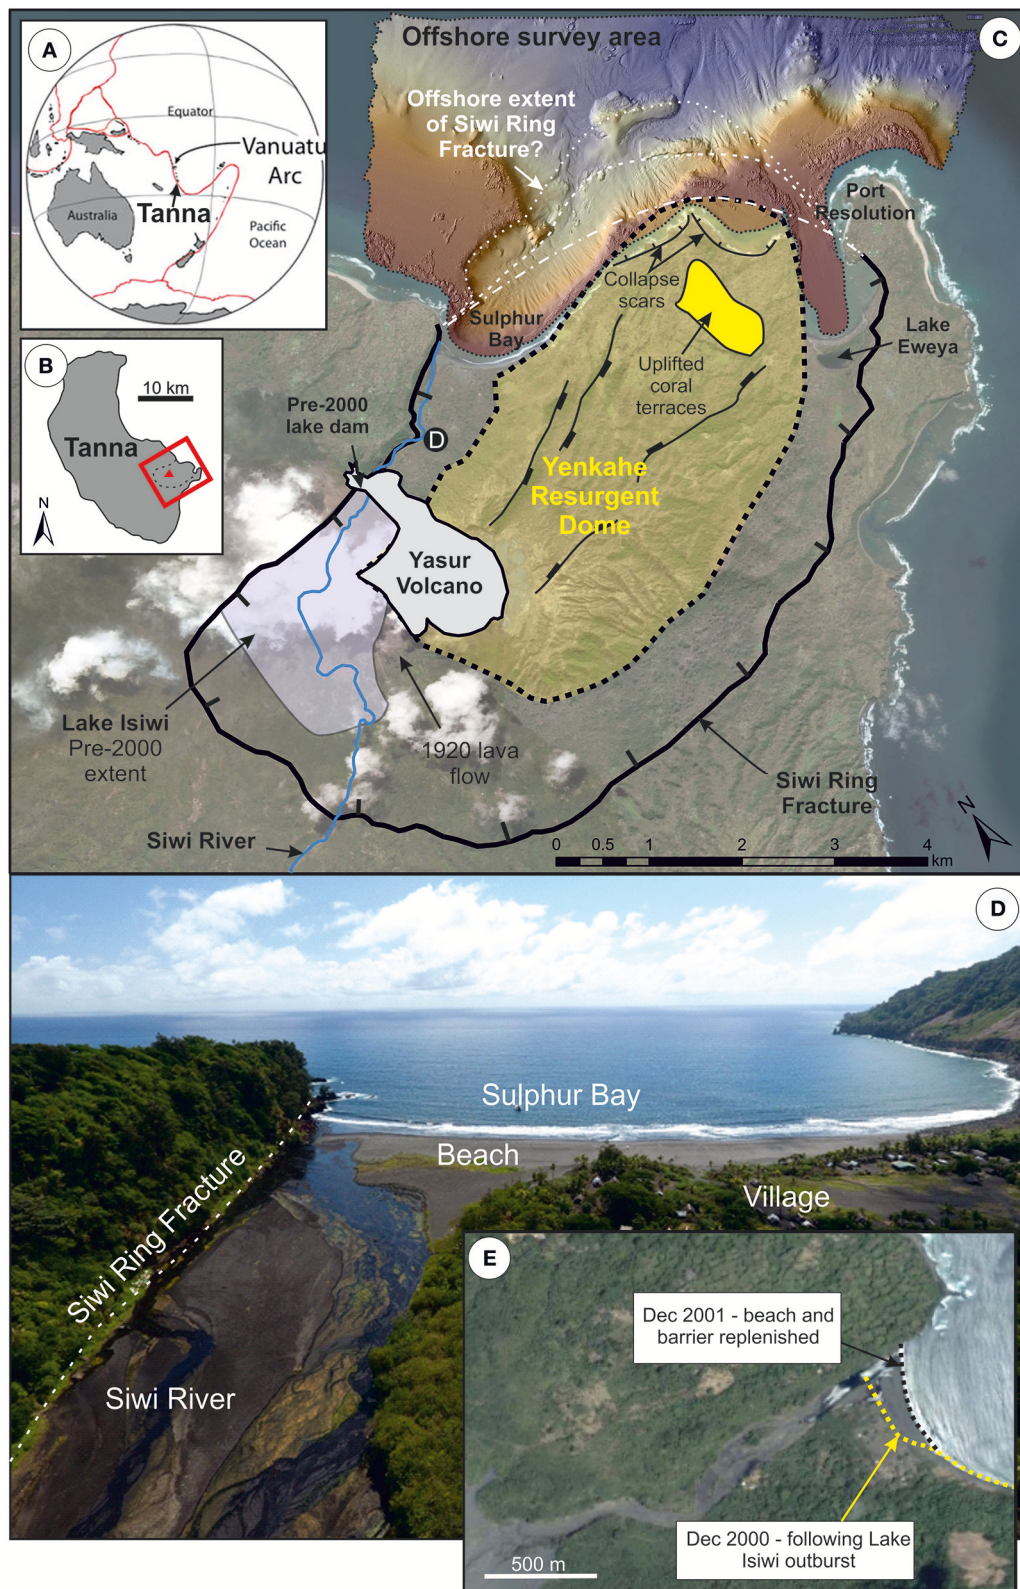 A
Equator
Vanuatu
Arc
Tanna
Australia
Pacific
Ocean
B
10 km
Tanna
N
C
Offshore survey area
Offshore extent
of Siwi Ring
Fracture?
Port
Resolution
Collapse
scars
Sulphur
Bay
Lake
Eweya
Uplifted
coral
terraces
Pre-2000
lake dam
D
Yenkahe
Resurgent
Dome
Yasur
Volcano
Lake Isiwi
Pre-2000
extent
1920 lava
flow
Siwi Ring
Fracture
Siwi River
N
0 0.5 1 2 3 4
km
D
Sulphur Bay
Beach
Village
Siwi Ring Fracture
Siwi River
E
Dec 2001 - beach and
barrier replenished
Dec 2000 - following Lake
Isiwi outburst
500 m